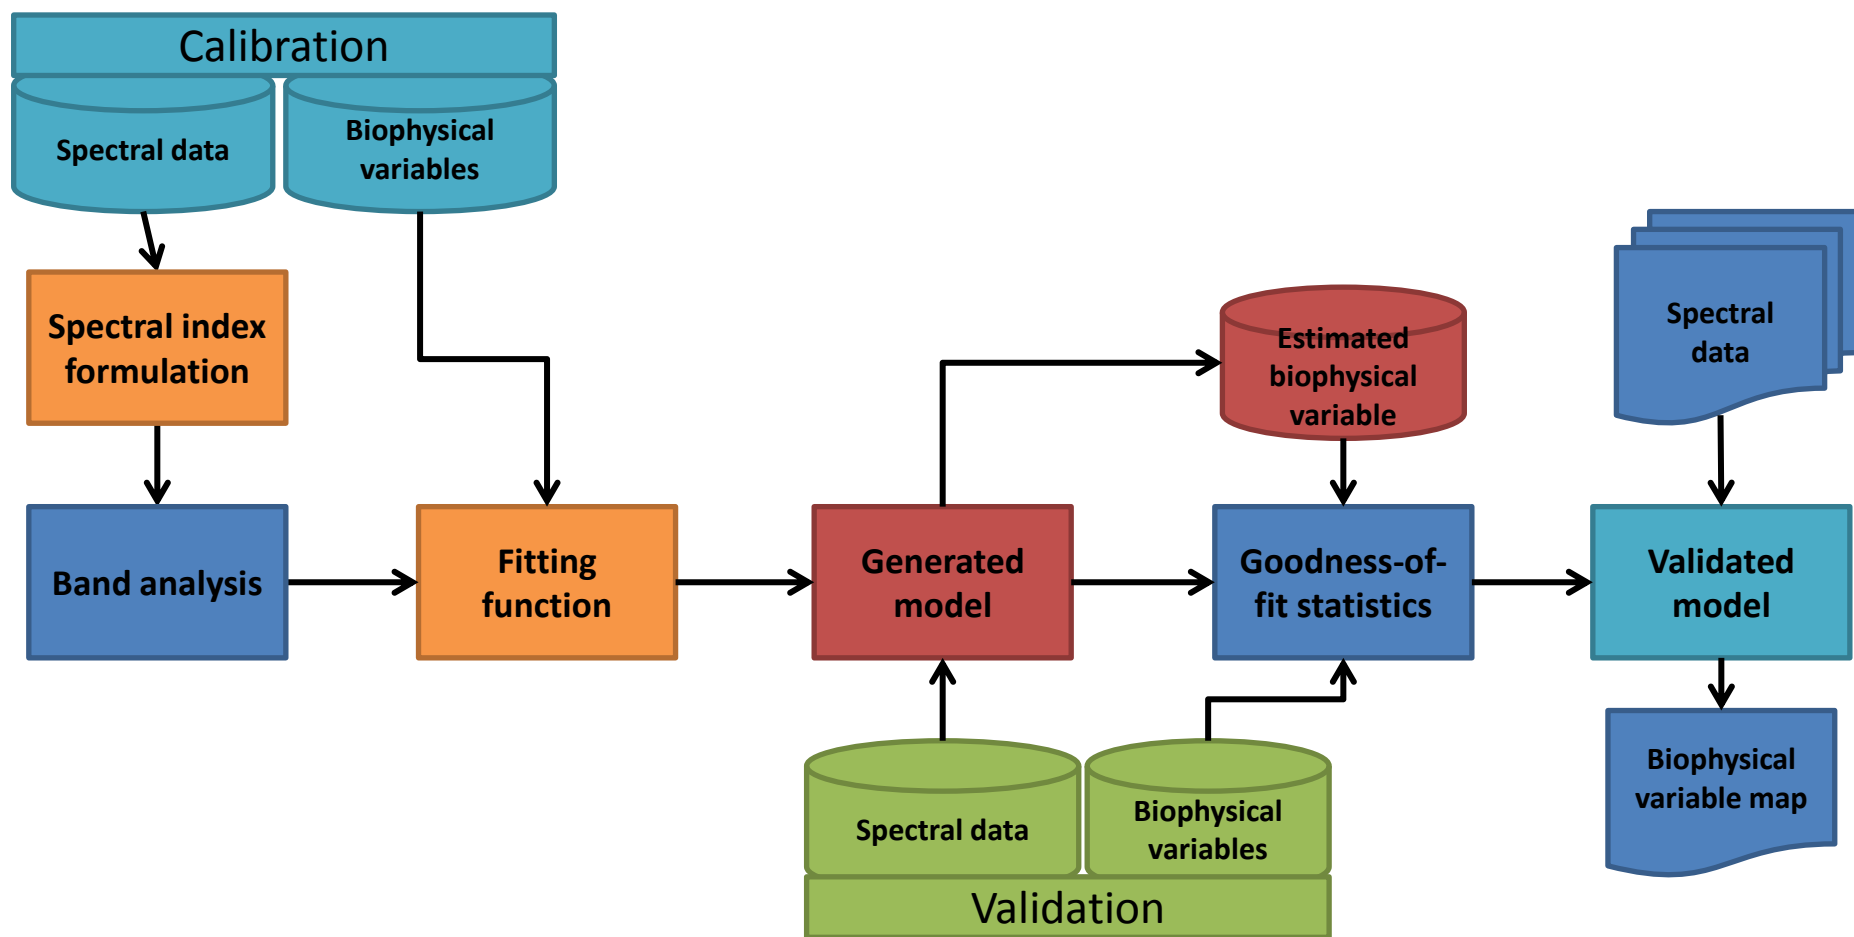 Calibration
Spectral data
Biophysical
variables
Spectral index
formulation
Band analysis
Fitting
function
Generated
model
Estimated
biophysical
variable
Goodness-of-
fit statistics
Spectral
data
Validated
model
Biophysical
variable map
Spectral data
Biophysical
variables
Validation